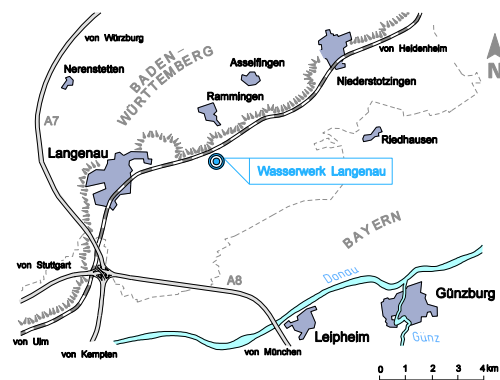 von Würzburg
von Heidenheim
Asselfingen
Nerenstetten
BADEN-
WÜRTTEMBERG
N
Niederstotzingen
Rammingen
A7
Riedhausen
Langenau
Wasserwerk Langenau
BAYERN
von Stuttgart
Donau
A8
Günzburg
Leipheim
Günz
von Ulm
von Kempten
von München
0 1 2 3 4 km